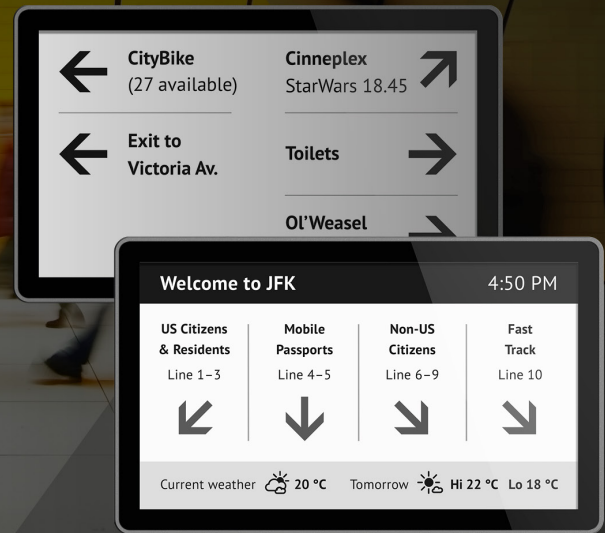 CityBike
(27 available)
Cinneplex
StarWars 18.45
Exit to
Victoria Av.
Toilets
Ol'Weasel
Welcome to JFK
4:50 PM
US Citizens
& Residents
Line 1–3
Mobile
Passports
Line 4–5
Non-US
Citizens
Line 6–9
Fast
Track
Line 10
Current weather 20 °C Tomorrow Hi 22 °C Lo 18 °C